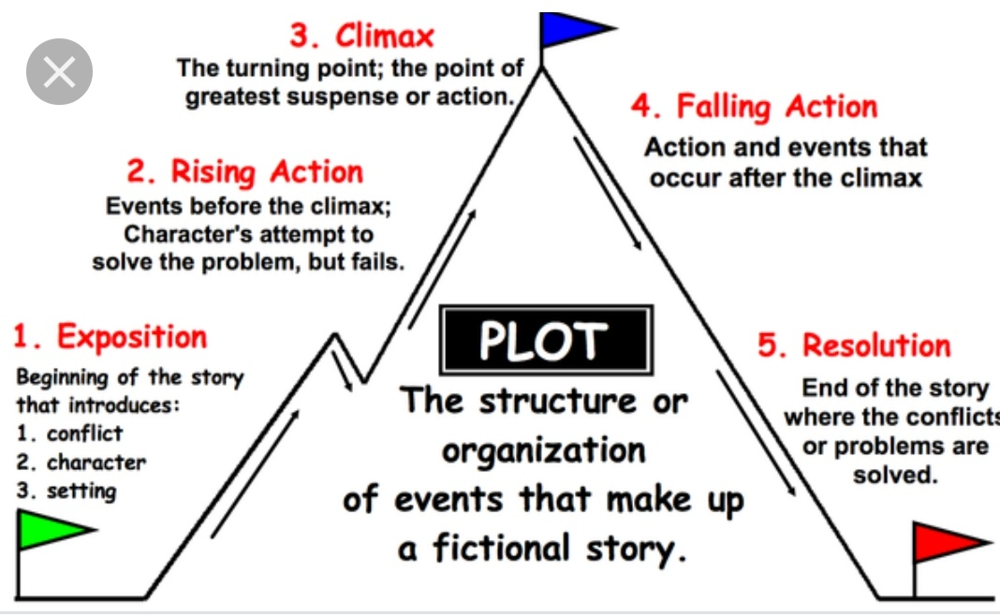 3. Climax
The turning point; the point of
greatest suspense or action.
4. Falling Action
Action and events that
occur after the climax
2. Rising Action
Events before the climax;
Character's attempt to
solve the problem, but fails.
1. Exposition
Beginning of the story
that introduces:
1. conflict
2. character
3. setting
PLOT
The structure or
organization
of events that make up
a fictional story.
5. Resolution
End of the story
where the conflicts
or problems are
solved.